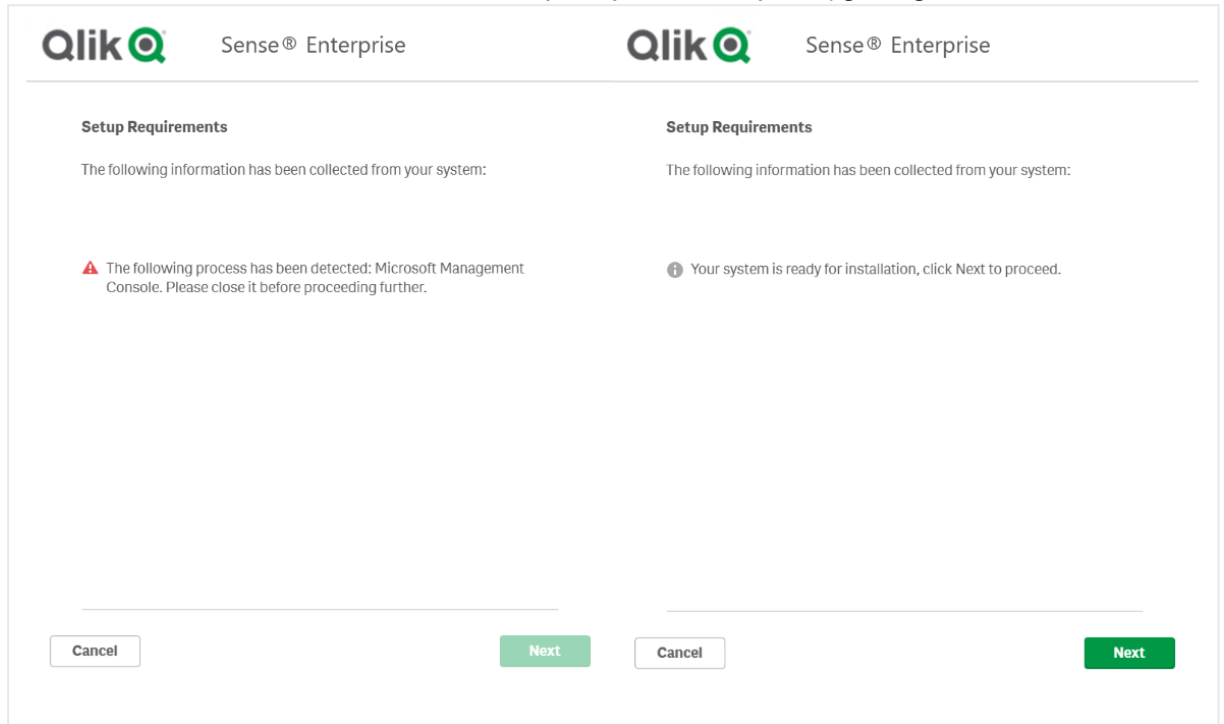 Qlik Sense® Enterprise
Setup Requirements
The following information has been collected from your system:
The following process has been detected: Microsoft Management
Console. Please close it before proceeding further.
Cancel Next
Qlik Sense® Enterprise
Setup Requirements
The following information has been collected from your system:
Your system is ready for installation, click Next to proceed.
Cancel Next